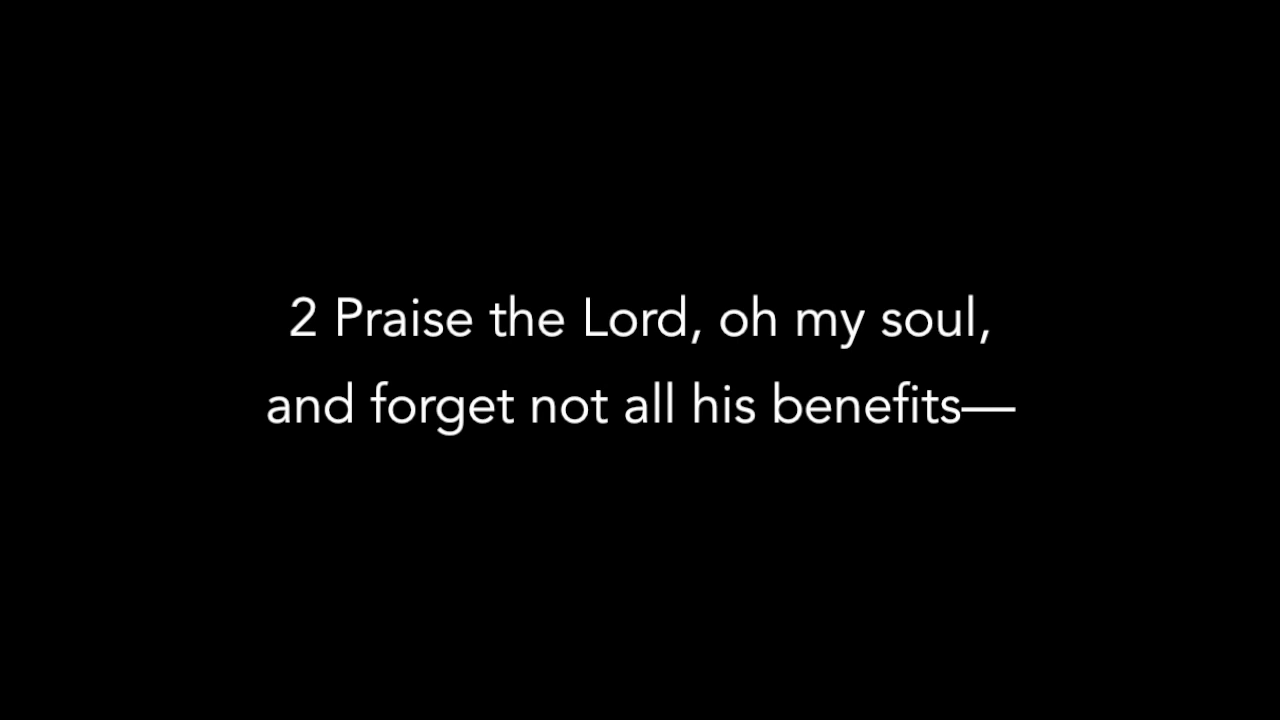 2 Praise the Lord, oh my soul,
and forget not all his benefits—